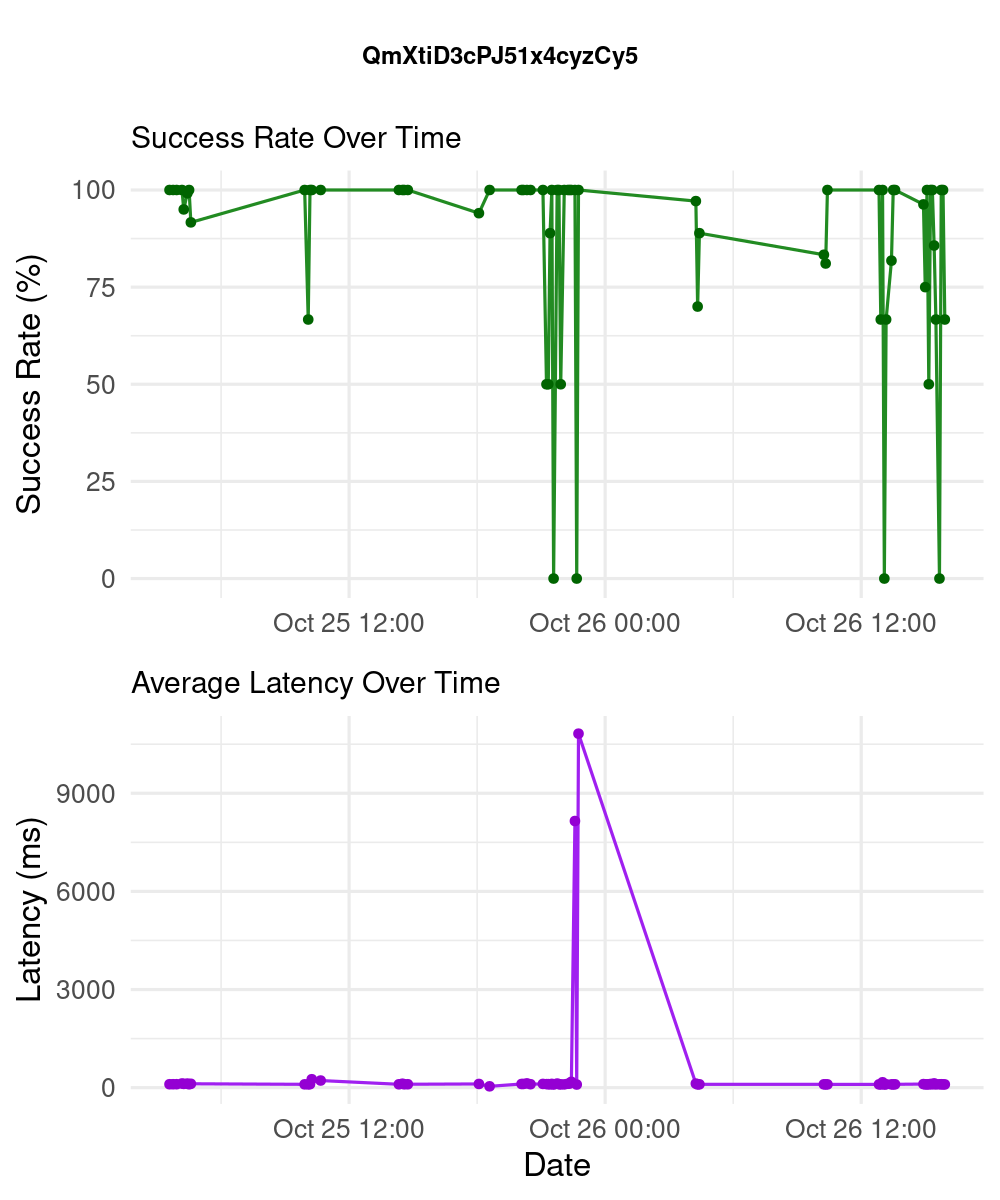 QmXtiD3cPJ51x4cyzCy5
Success Rate Over Time
Success Rate (%)
100
75
50
25
0
Oct 25 12:00 Oct 26 00:00 Oct 26 12:00
Average Latency Over Time
Latency (ms)
9000
6000
3000
0
Oct 25 12:00 Oct 26 00:00 Oct 26 12:00
Date